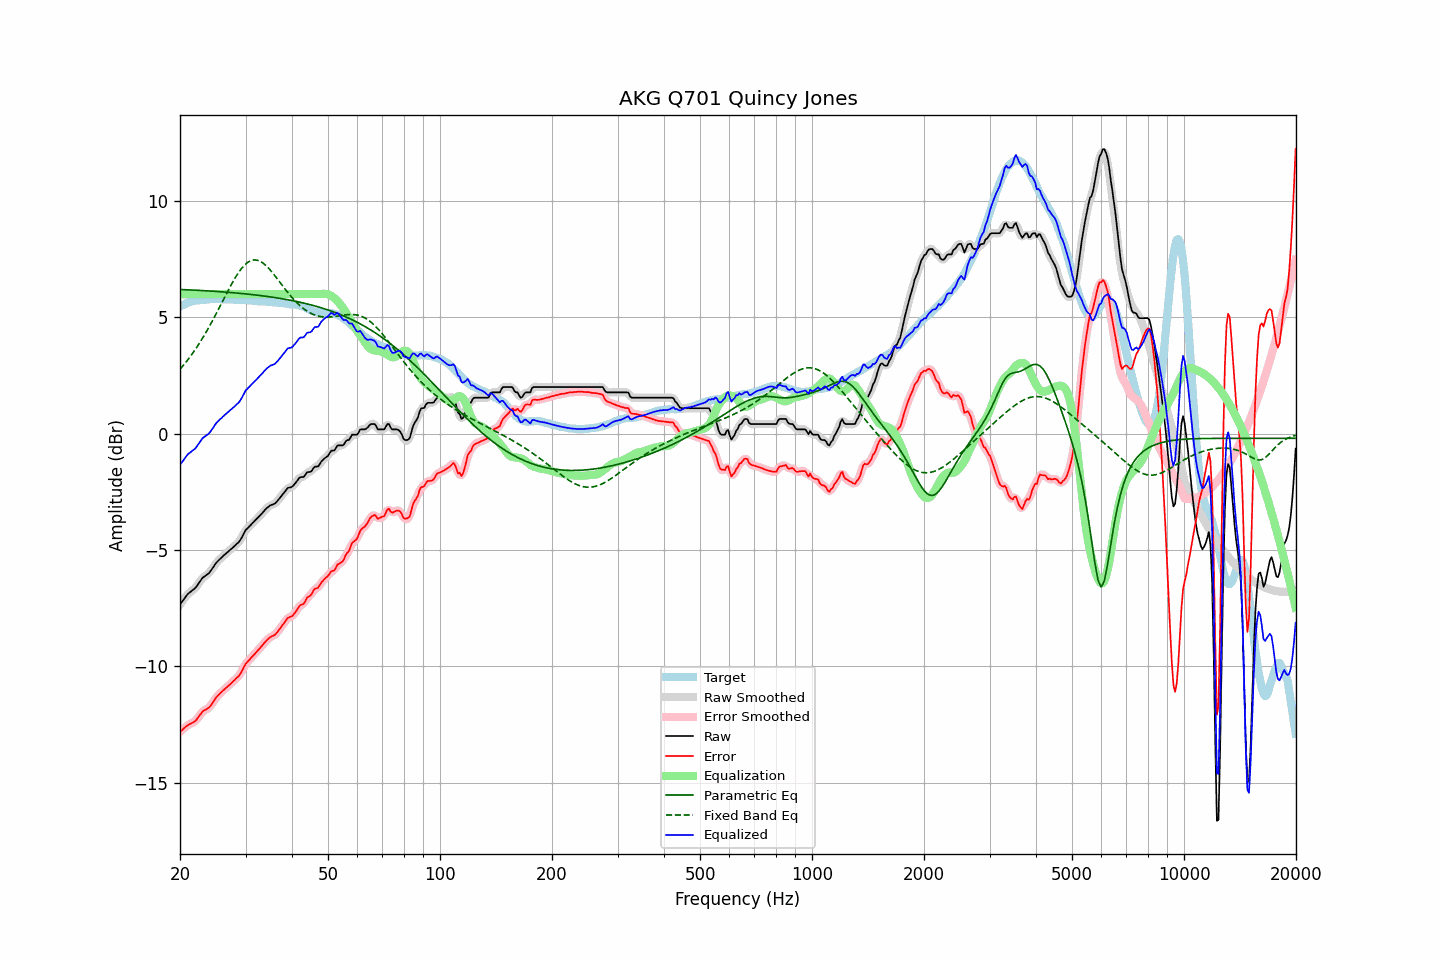 AKG Q701 Quincy Jones
Amplitude (dBr)
10
5
0
−5
−10
−15
Target
Raw Smoothed
Error Smoothed
Raw
Error
Equalization
Parametric Eq
Fixed Band Eq
Equalized
20 50 100 200 500 1000 2000 5000 10000 20000
Frequency (Hz)